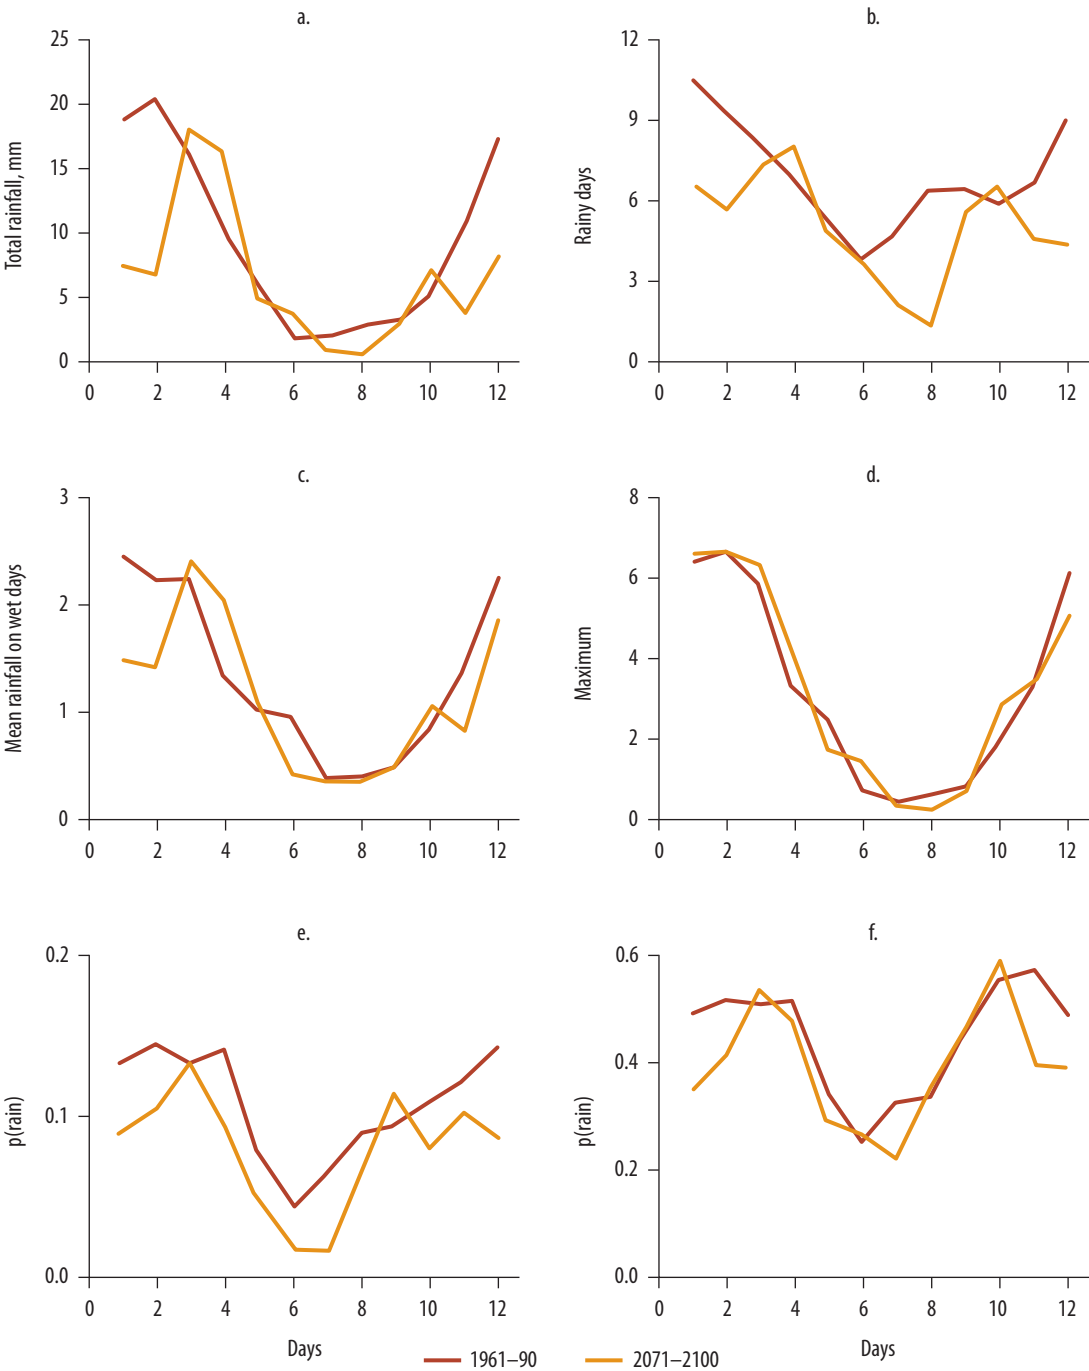 a.
Total rainfall, mm
25
20
15
10
5
0
0 2 4 6 8 10 12
b.
Rainy days
12
9
6
3
0
0 2 4 6 8 10 12
c.
Mean rainfall on wet days
3
2
1
0
0 2 4 6 8 10 12
d.
Maximum
8
6
4
2
0
0 2 4 6 8 10 12
e.
p(rain)
0.2
0.1
0.0
0 2 4 6 8 10 12
Days
f.
p(rain)
0.6
0.4
0.2
0.0
0 2 4 6 8 10 12
Days
1961–90 2071–2100